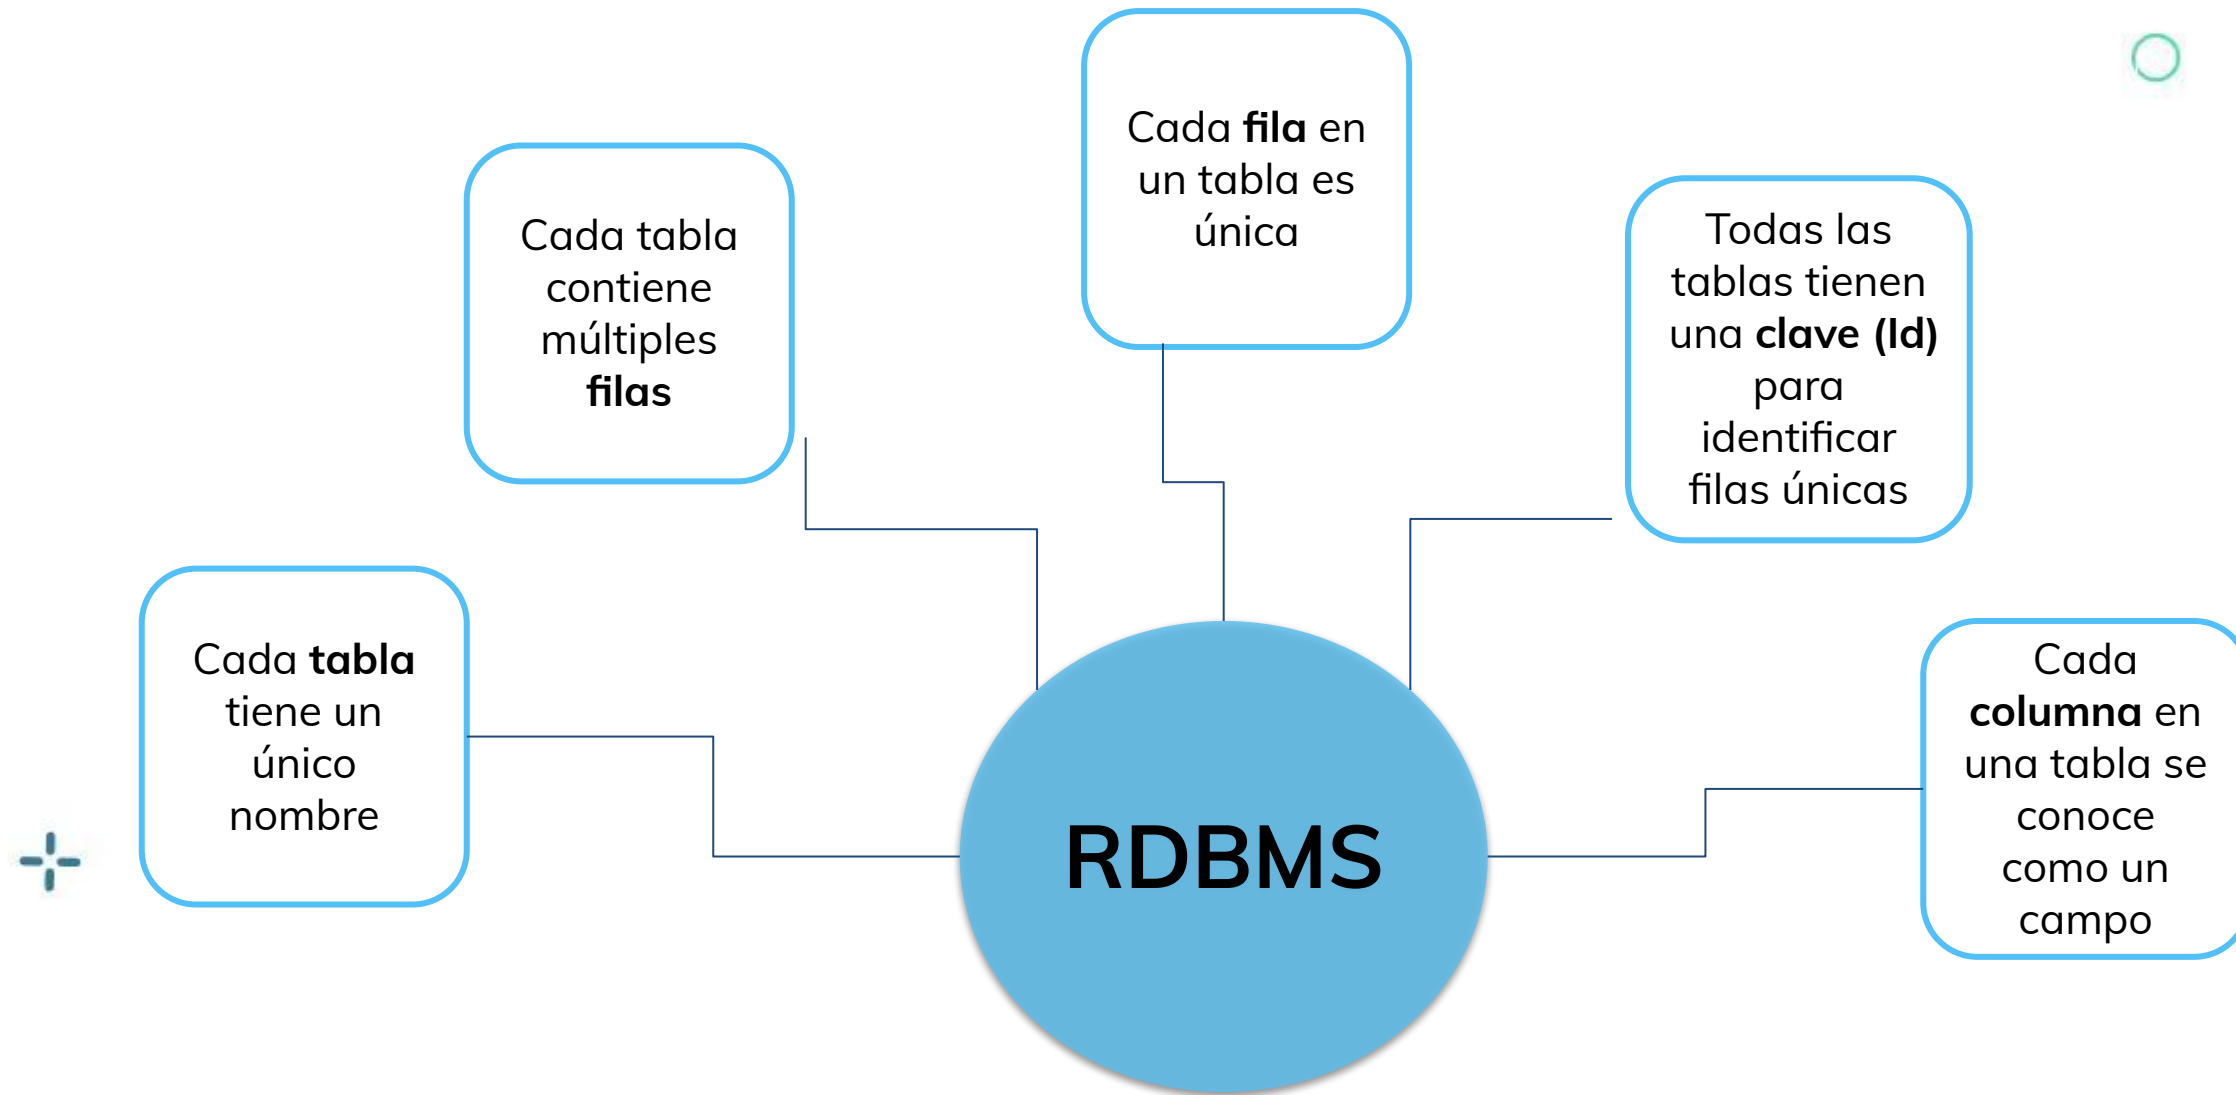 Cada fila en
un tabla es
única
Cada tabla
contiene
múltiples
filas
Todas las
tablas tienen
una clave (Id)
para
identificar
filas únicas
Cada tabla
tiene un
único
nombre
Cada
columna en
una tabla se
conoce
como un
campo
RDBMS